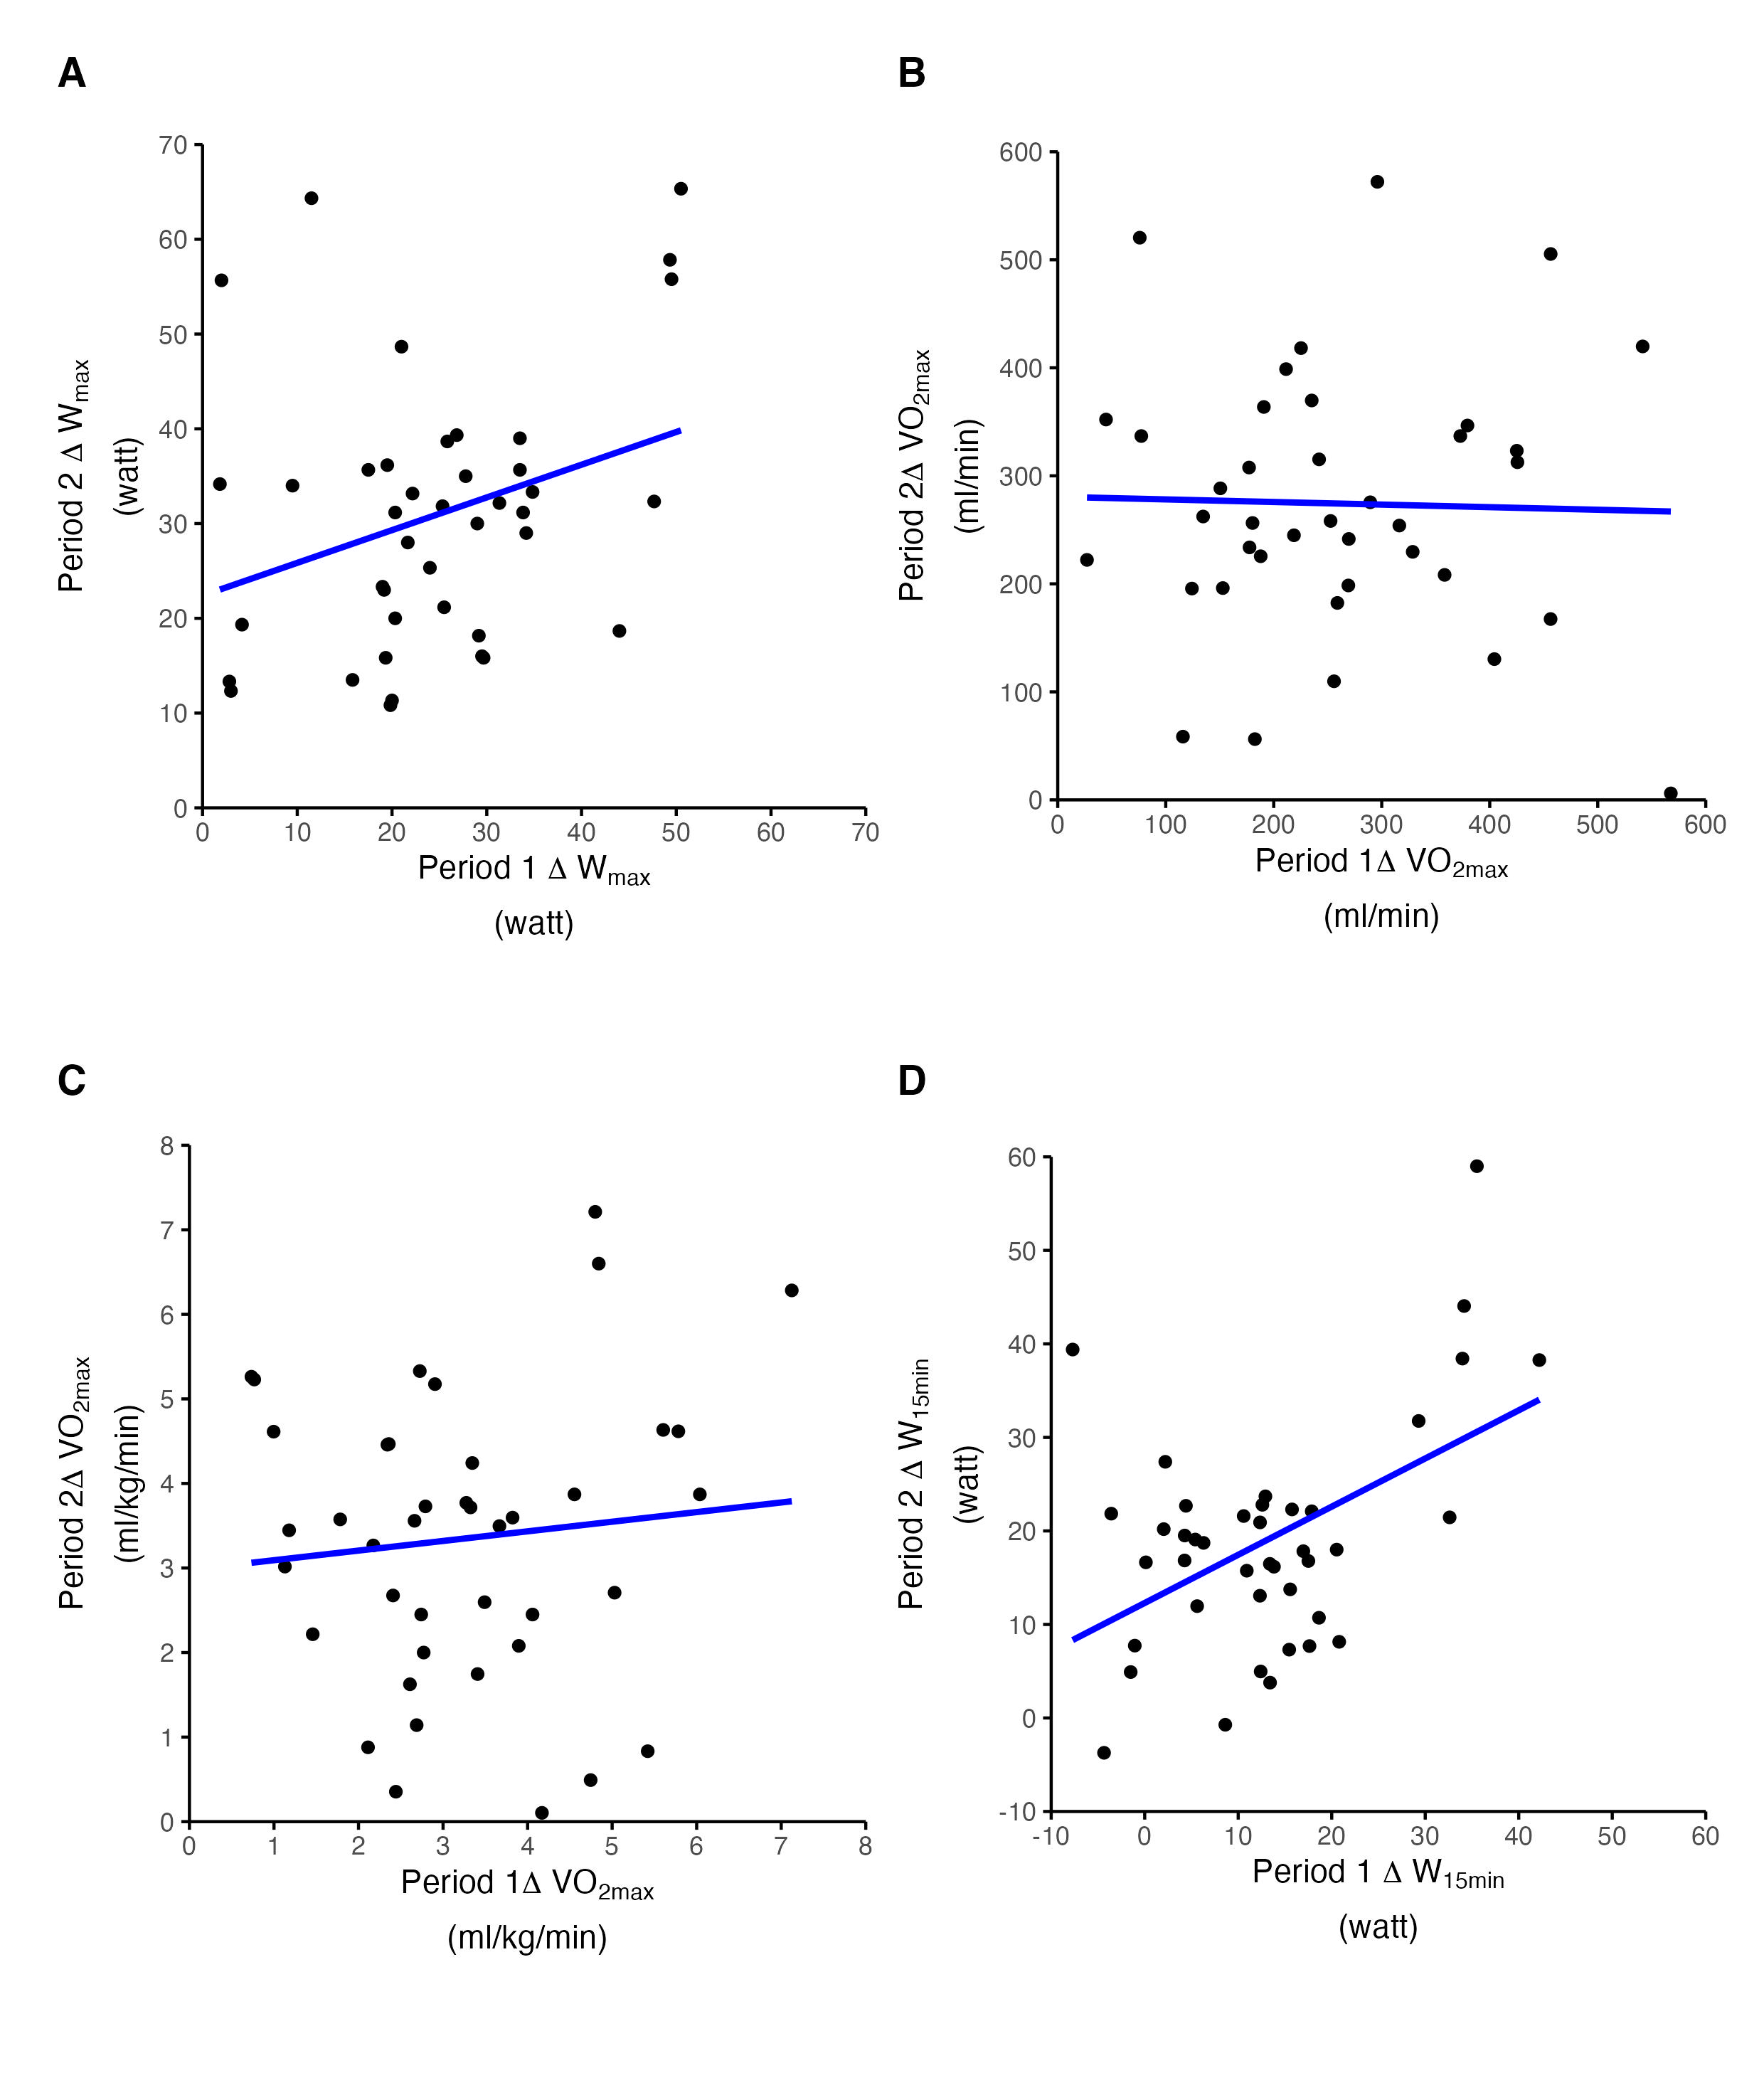 A
70
60
50
40
30
20
10
0
Period 2 Δ Wmax
(watt)
0 10 20 30 40 50 60 70
Period 1 Δ Wmax
(watt)
B
600
500
400
300
200
100
0
Period 2Δ VO2max
(ml/min)
0 100 200 300 400 500 600
Period 1Δ VO2max
(ml/min)
C
8
7
6
5
4
3
2
1
0
Period 2Δ VO2max
(ml/kg/min)
0 1 2 3 4 5 6 7 8
Period 1Δ VO2max
(ml/kg/min)
D
60
50
40
30
20
10
0
-10
Period 2 Δ W15min
(watt)
-10 0 10 20 30 40 50 60
Period 1 Δ W15min
(watt)